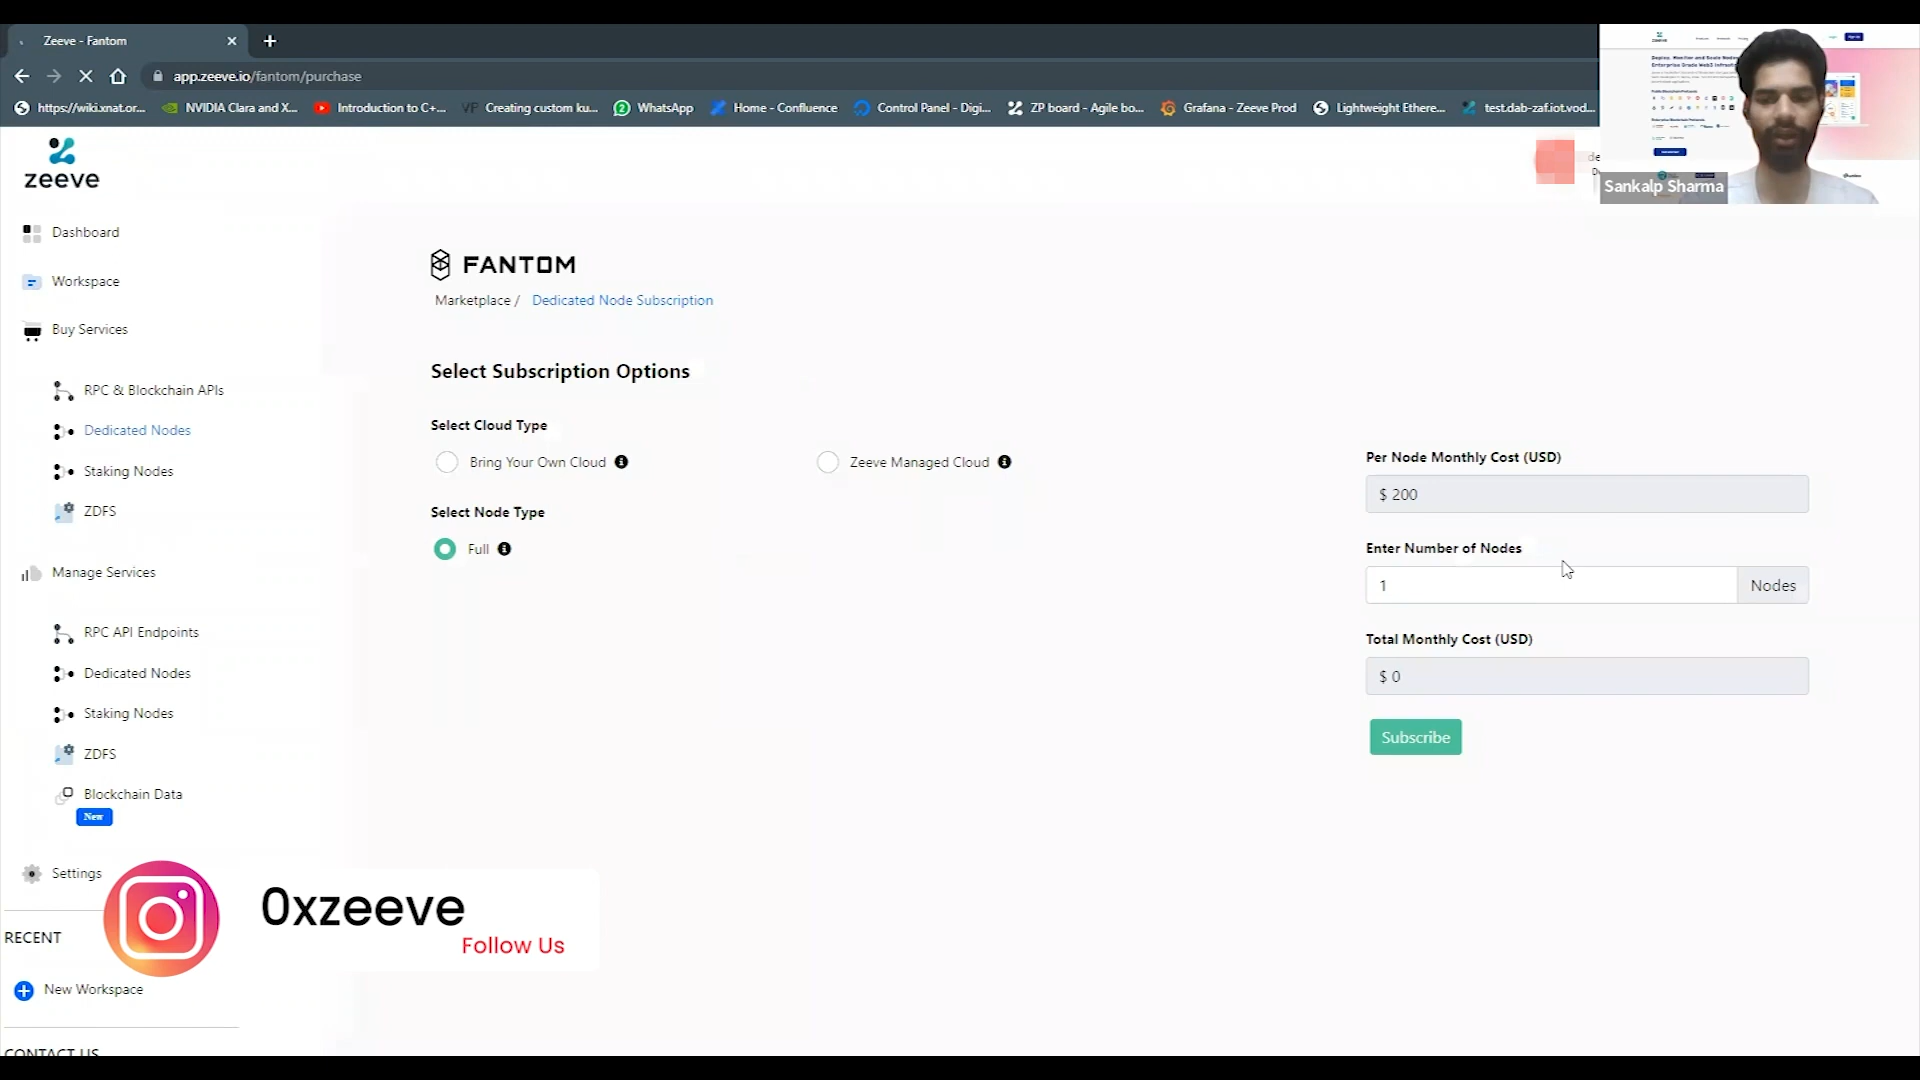 Zeeve - Fantom
app.zeeve.io/fantom/purchase
https://wiki.xnat.or...
NVIDIA Clara and X...
Introduction to C+...
VP Creating custom ku...
WhatsApp
Home - Confluence
Control Panel - Digi...
ZP board - Agile bo...
Grafana - Zeeve Prod
Lightweight Ethere...
test.dab-zaf.iot.vod...
Sankalp Sharma
zeeve
Dashboard
Workspace
Buy Services
RPC & Blockchain APIs
Dedicated Nodes
Staking Nodes
ZDFS
Manage Services
RPC API Endpoints
Dedicated Nodes
Staking Nodes
ZDFS
Blockchain Data
New
Settings
RECENT
New Workspace
CONTACT US
FANTOM
Marketplace / Dedicated Node Subscription
Select Subscription Options
Select Cloud Type
Bring Your Own Cloud
Zeeve Managed Cloud
Select Node Type
Full
Per Node Monthly Cost (USD)
$ 200
Enter Number of Nodes
1
Nodes
Total Monthly Cost (USD)
$ 0
Subscribe
0xzeeve
Follow Us